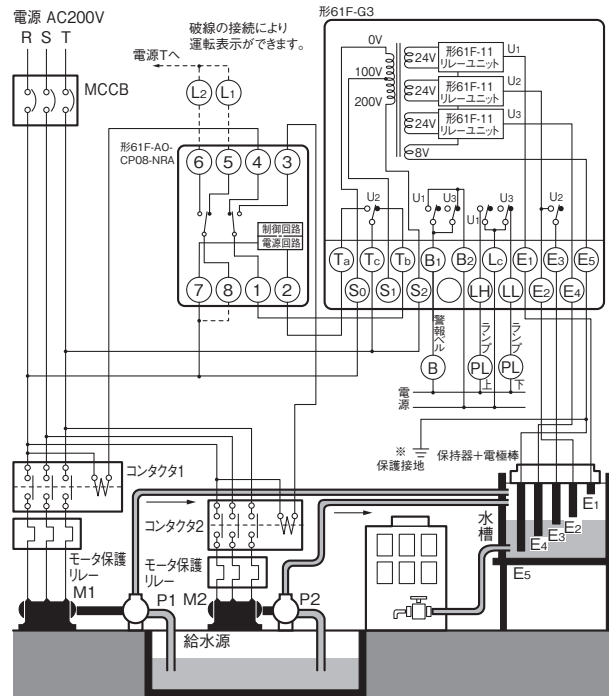 電源 AC200V
R S T
MCCB
破線の接続により
運転表示ができます。
電源Tへ
L2 L1
形61F-AO-
CP08-NRA
6 5 4 3
制御回路
電源回路
7 8 1 2
形61F-G3
0V
100V
200V
24V
形61F-11
リレーユニット
U1
24V
形61F-11
リレーユニット
U2
24V
形61F-11
リレーユニット
U3
8V
U2
U1 U3
U1 U3
U2
Ta Tc Tb B1 B2 Lc E1 E3 E5
S0 S1 S2 LH LL E2 E4
警報ベル
ランプ
ランプ
B
PL
上
PL
下
電源
※
保護接地
保持器+電極棒
コンタクタ1
コンタクタ2
モータ保護
リレー
モータ保護
リレー
M1
P1
M2
P2
給水源
水槽
E1
E2
E3
E4
E5